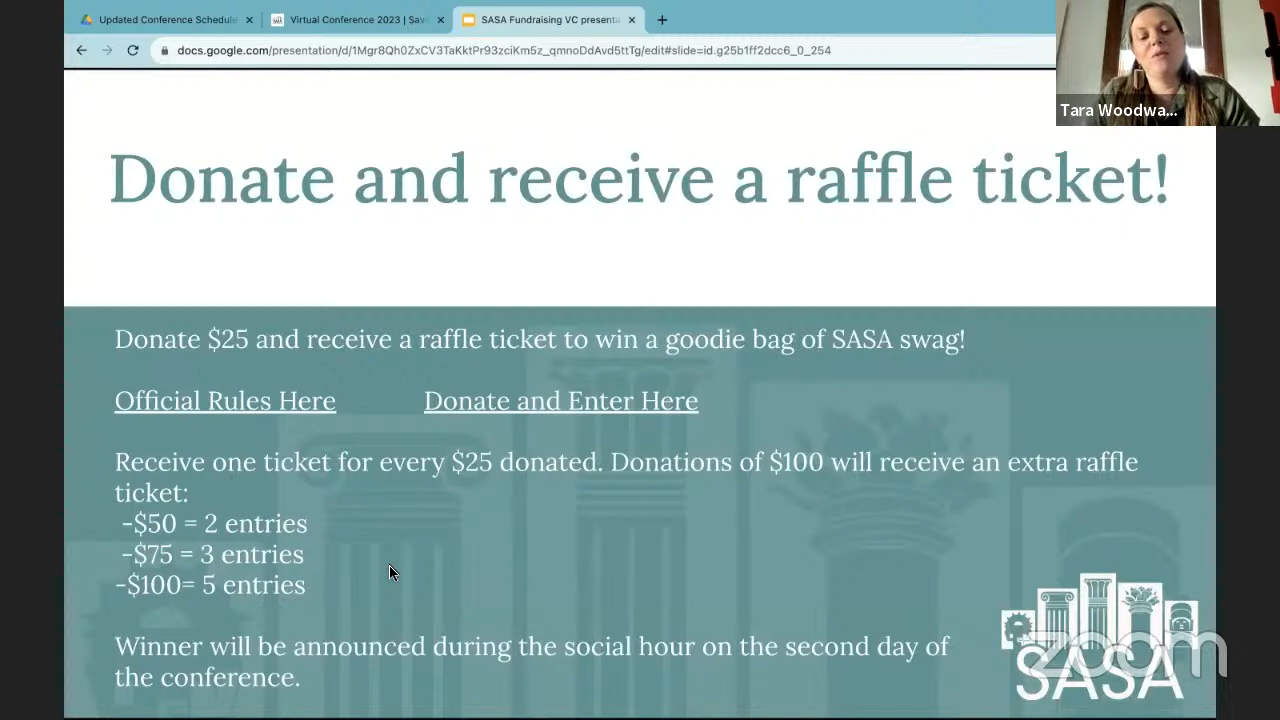 Updated Conference Schedule
Virtual Conference 2023 | Sav
SASA Fundraising VC presenta
docs.google.com/presentation/d/1Mgr8Qh0ZxCV3TaKktPr93zciKm5z_qmnoDdAvd5ttTg/edit#slide=id.g25b1ff2dcc6_0_254
Tara Woodwa...
Donate and receive a raffle ticket!
Donate $25 and receive a raffle ticket to win a goodie bag of SASA swag!
Official Rules Here Donate and Enter Here
Receive one ticket for every $25 donated. Donations of $100 will receive an extra raffle
ticket:
-$50 = 2 entries
-$75 = 3 entries
-$100= 5 entries
Winner will be announced during the social hour on the second day of
the conference.
zoom
SASA